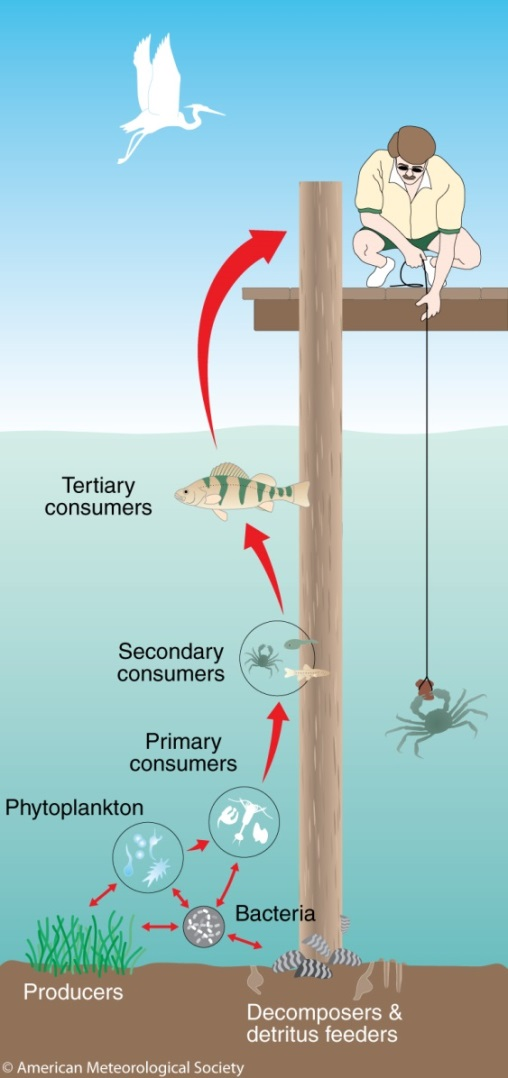 Tertiary
consumers
Secondary
consumers
Primary
consumers
Phytoplankton
Bacteria
Producers
Decomposers &
detritus feeders
© American Meteorological Society